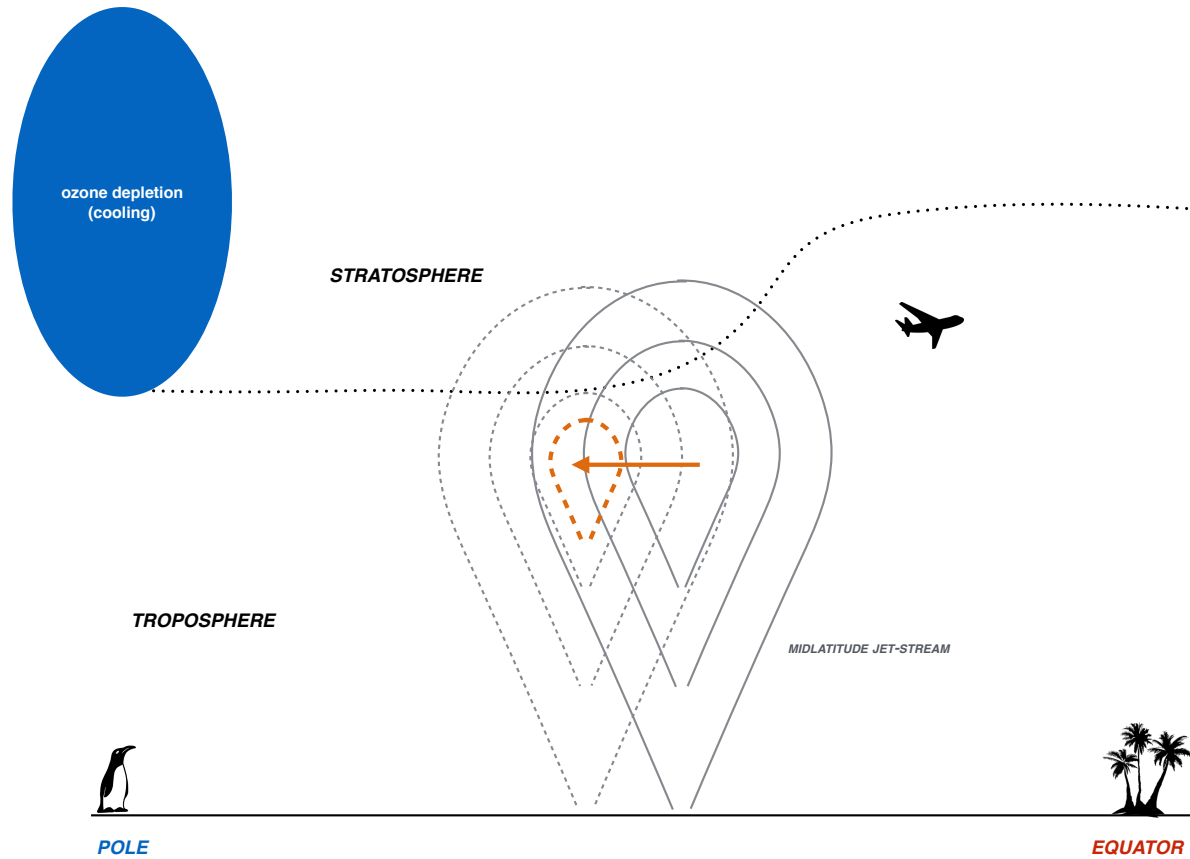 ozone depletion
(cooling)
STRATOSPHERE
TROPOSPHERE
MIDLATITUDE JET-STREAM
POLE
EQUATOR